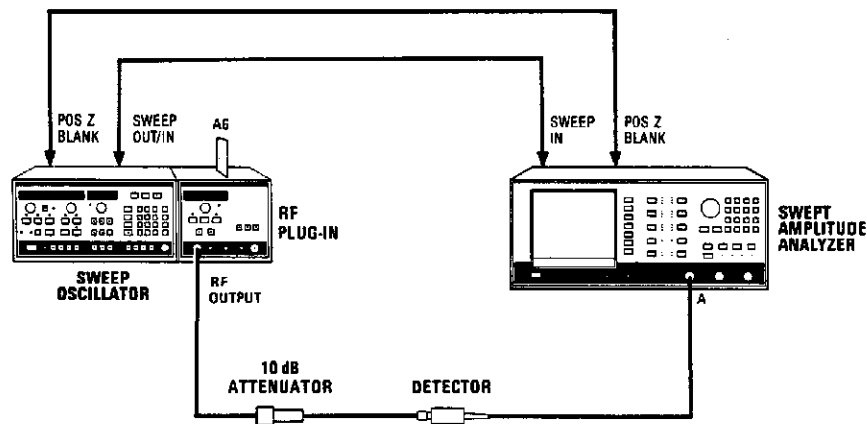 POS Z
BLANK
SWEEP
OUT/IN
A6
SWEEP
IN
POS Z
BLANK
RF
PLUG-IN
SWEPT
AMPLITUDE
ANALYZER
SWEEP
OSCILLATOR
RF
OUTPUT
A
10 dB
ATTENUATOR
DETECTOR